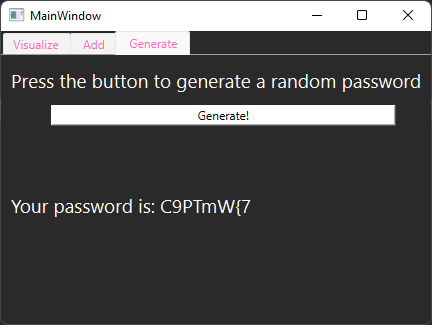 MainWindow
Visualize Add Generate
Press the button to generate a random password
Generate!
Your password is: C9PTmW{7